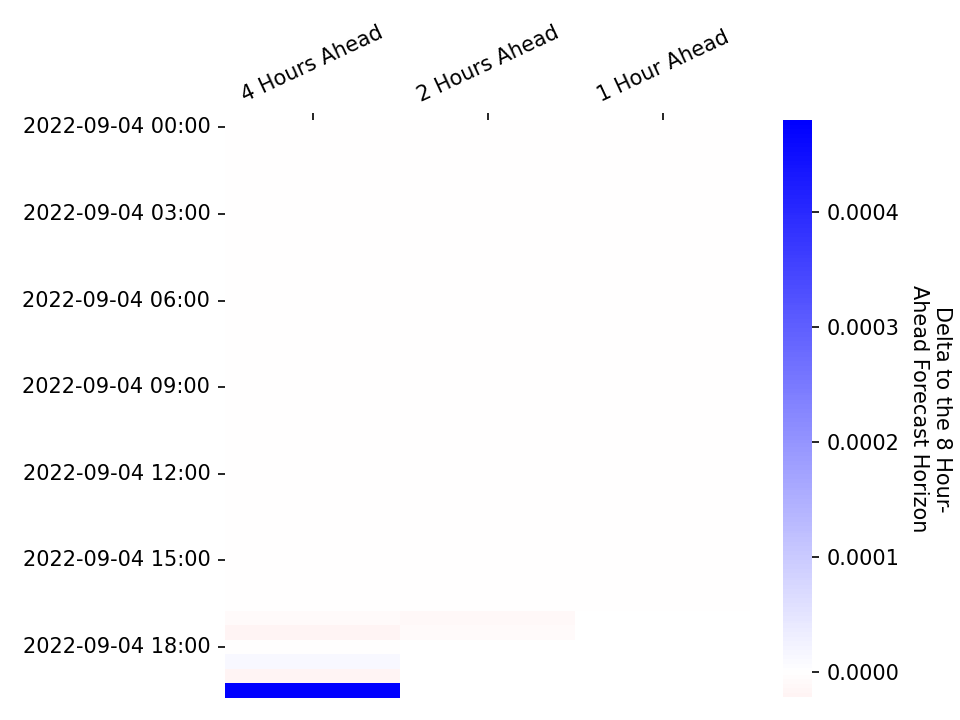 4 Hours Ahead
2 Hours Ahead
1 Hour Ahead
2022-09-04 00:00
2022-09-04 03:00
2022-09-04 06:00
2022-09-04 09:00
2022-09-04 12:00
2022-09-04 15:00
2022-09-04 18:00
0.0004
0.0003
0.0002
0.0001
0.0000
Delta to the 8 Hour-
Ahead Forecast Horizon